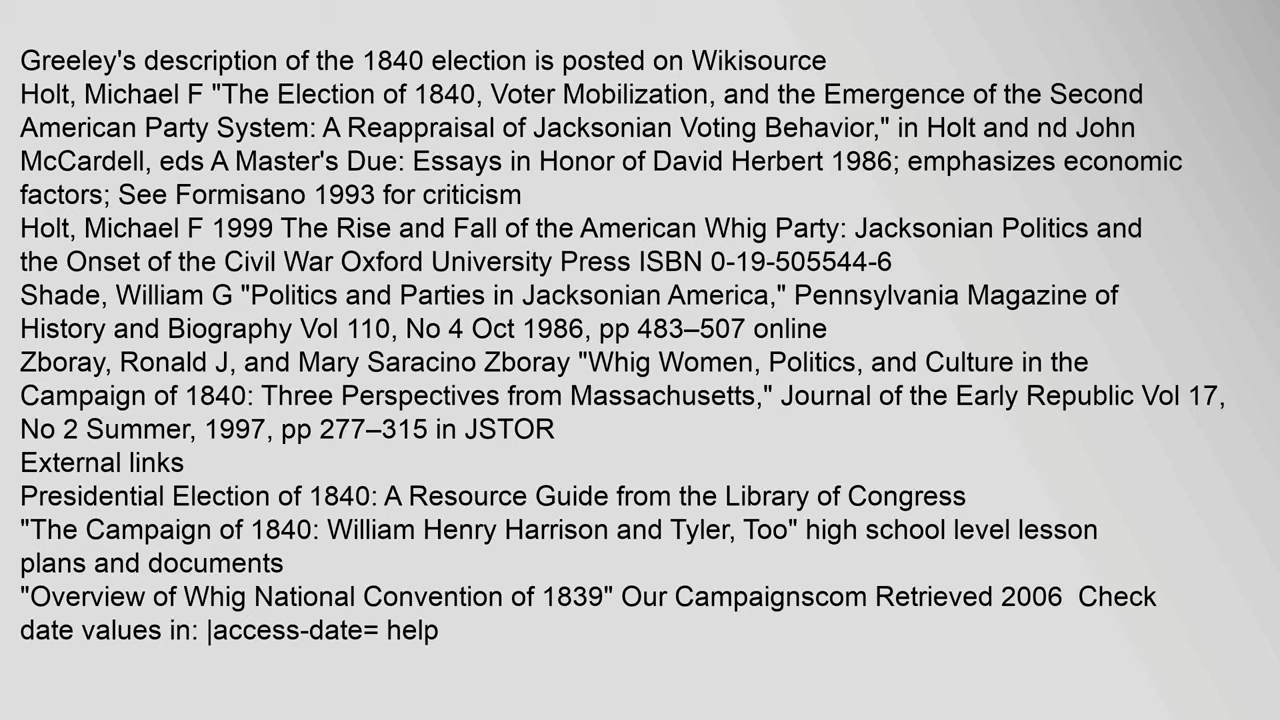 Greeley's description of the 1840 election is posted on Wikisource
Holt, Michael F "The Election of 1840, Voter Mobilization, and the Emergence of the Second
American Party System: A Reappraisal of Jacksonian Voting Behavior," in Holt and nd John
McCardell, eds A Master's Due: Essays in Honor of David Herbert 1986; emphasizes economic
factors; See Formisano 1993 for criticism
Holt, Michael F 1999 The Rise and Fall of the American Whig Party: Jacksonian Politics and
the Onset of the Civil War Oxford University Press ISBN 0-19-505544-6
Shade, William G "Politics and Parties in Jacksonian America," Pennsylvania Magazine of
History and Biography Vol 110, No 4 Oct 1986, pp 483–507 online
Zboray, Ronald J, and Mary Saracino Zboray "Whig Women, Politics, and Culture in the
Campaign of 1840: Three Perspectives from Massachusetts," Journal of the Early Republic Vol 17,
No 2 Summer, 1997, pp 277–315 in JSTOR
External links
Presidential Election of 1840: A Resource Guide from the Library of Congress
"The Campaign of 1840: William Henry Harrison and Tyler, Too" high school level lesson
plans and documents
"Overview of Whig National Convention of 1839" Our Campaignscom Retrieved 2006  Check
date values in: |access-date= help